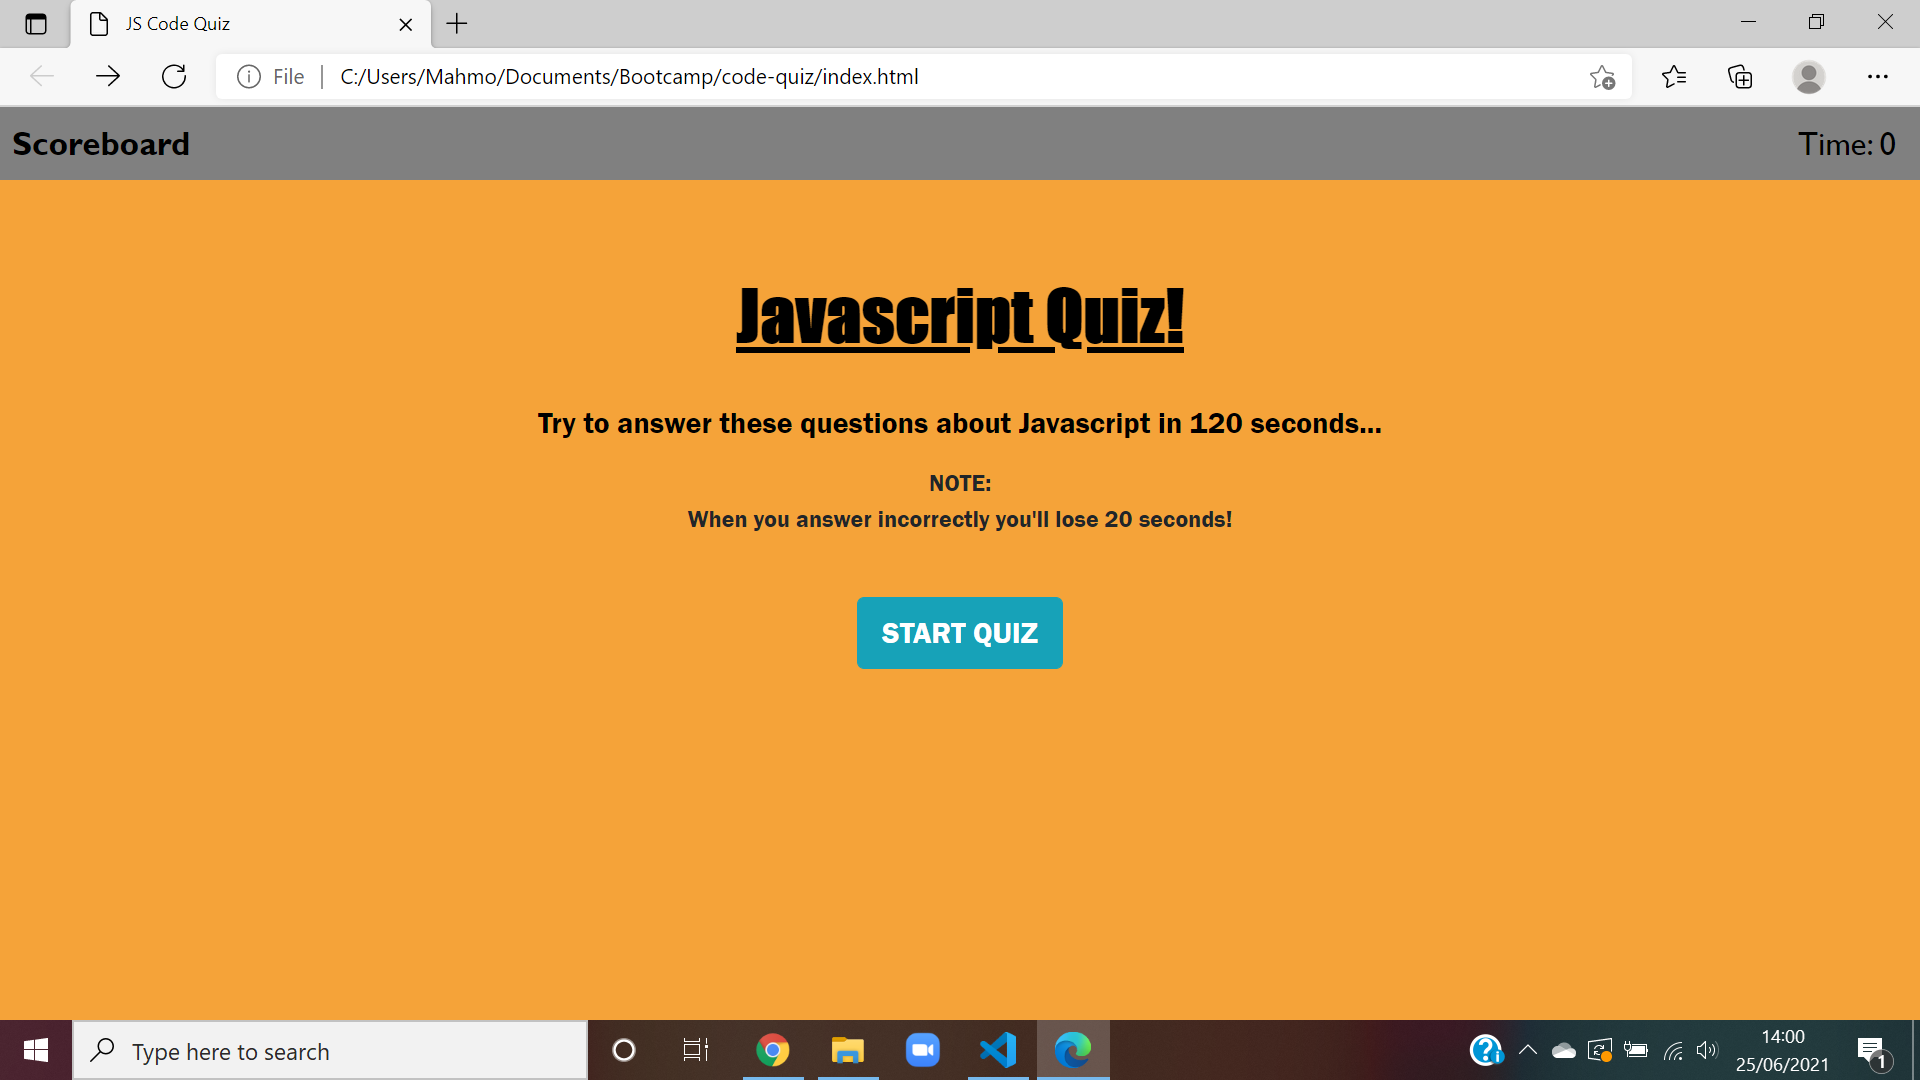 JS Code Quiz
File | C:/Users/Mahmo/Documents/Bootcamp/code-quiz/index.html
Scoreboard
Time: 0
Javascript Quiz!
Try to answer these questions about Javascript in 120 seconds...
NOTE:
When you answer incorrectly you'll lose 20 seconds!
START QUIZ
Type here to search
14:00
25/06/2021
1